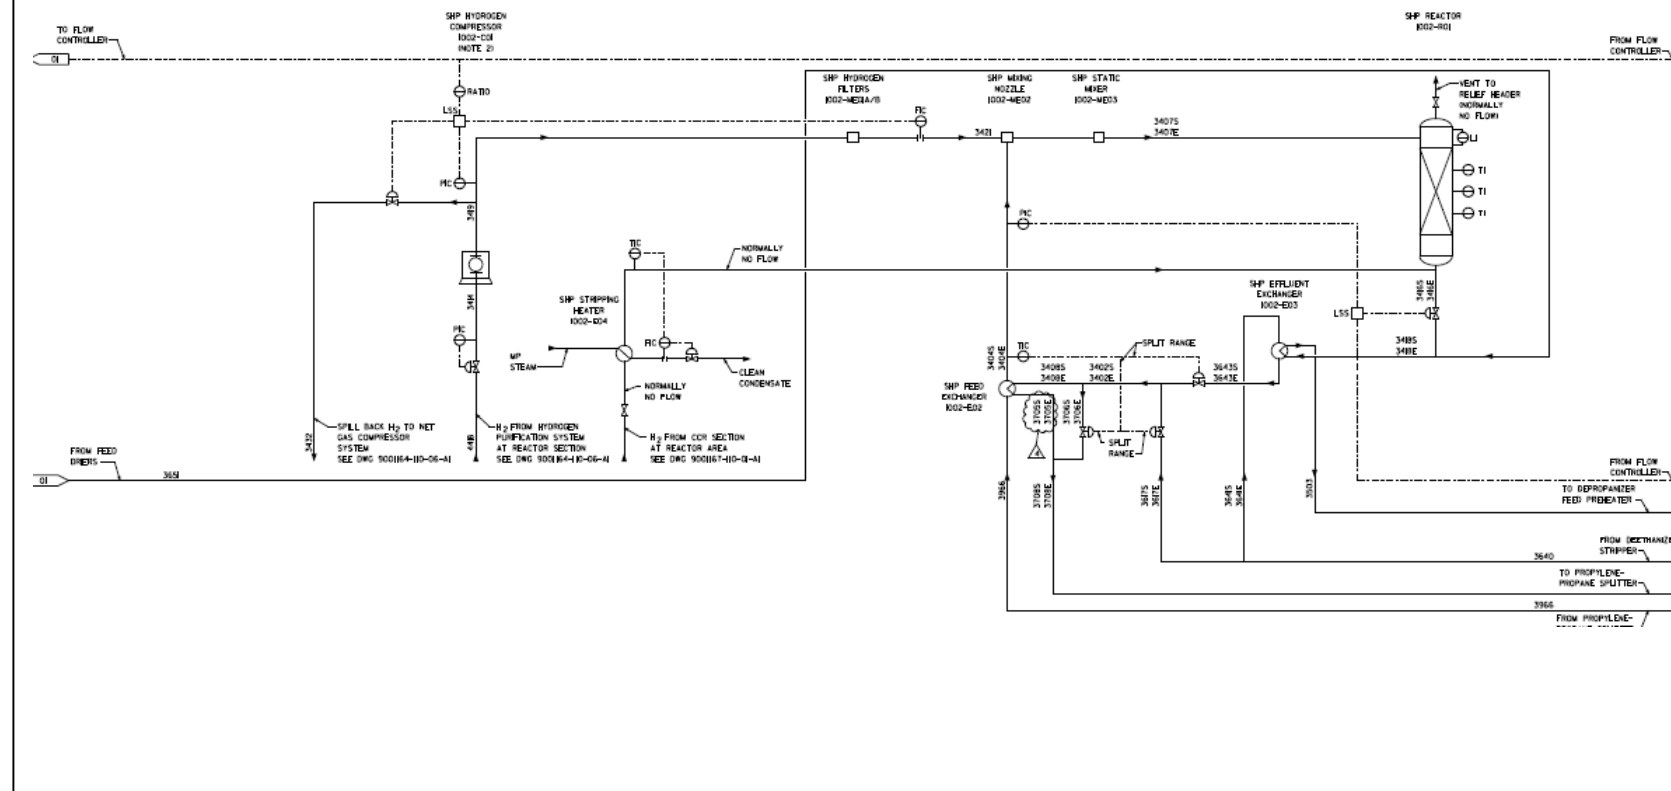 SHP HYDROGEN
COMPRESSOR
1002-C01
(NOTE 2)
SHP REACTOR
1002-R01
TO FLOW
CONTROLLER
01
FROM FLOW
CONTROLLER
SHP HYDROGEN
FILTERS
1002-ME01A/B
SHP MIXING
NOZZLE
1002-ME02
SHP STATIC
MIXER
1002-ME03
VENT TO
RELIEF HEADER
(NORMALLY
NO FLOW)
RATIO
LSS
FIC
3421
3407S
3407E
LI
TI
TI
TI
PIC
3419
PIC
TIC
NORMALLY
NO FLOW
3414
SHP STRIPPING
HEATER
1002-E04
SHP EFFLUENT
EXCHANGER
1002-E03
3416S
3416E
LSS
PIC
FIC
MP
STEAM
CLEAN
CONDENSATE
NORMALLY
NO FLOW
3404S
3404E
TIC
SPLIT RANGE
3418S
3418E
3408S
3408E
3402S
3402E
3643S
3643E
SHP FEED
EXCHANGER
1002-E02
3705S
3705E
3706S
3706E
SPLIT
RANGE
3432
SPILL BACK H2 TO NET
GAS COMPRESSOR
SYSTEM
SEE DWG 9001164-110-06-A1
4416
H2 FROM HYDROGEN
PURIFICATION SYSTEM
AT REACTOR SECTION
SEE DWG 9001164-110-06-A1
H2 FROM CCR SECTION
AT REACTOR AREA
SEE DWG 9001167-110-01-A1
FROM FEED
DRIERS
01
3651
3966
3708S
3708E
3617S
3617E
3641S
3641E
3503
FROM FLOW
CONTROLLER
TO DEPROPANIZER
FEED PREHEATER
FROM DEETHANIZE
STRIPPER
3640
TO PROPYLENE-
PROPANE SPLITTER
3966
FROM PROPYLENE-